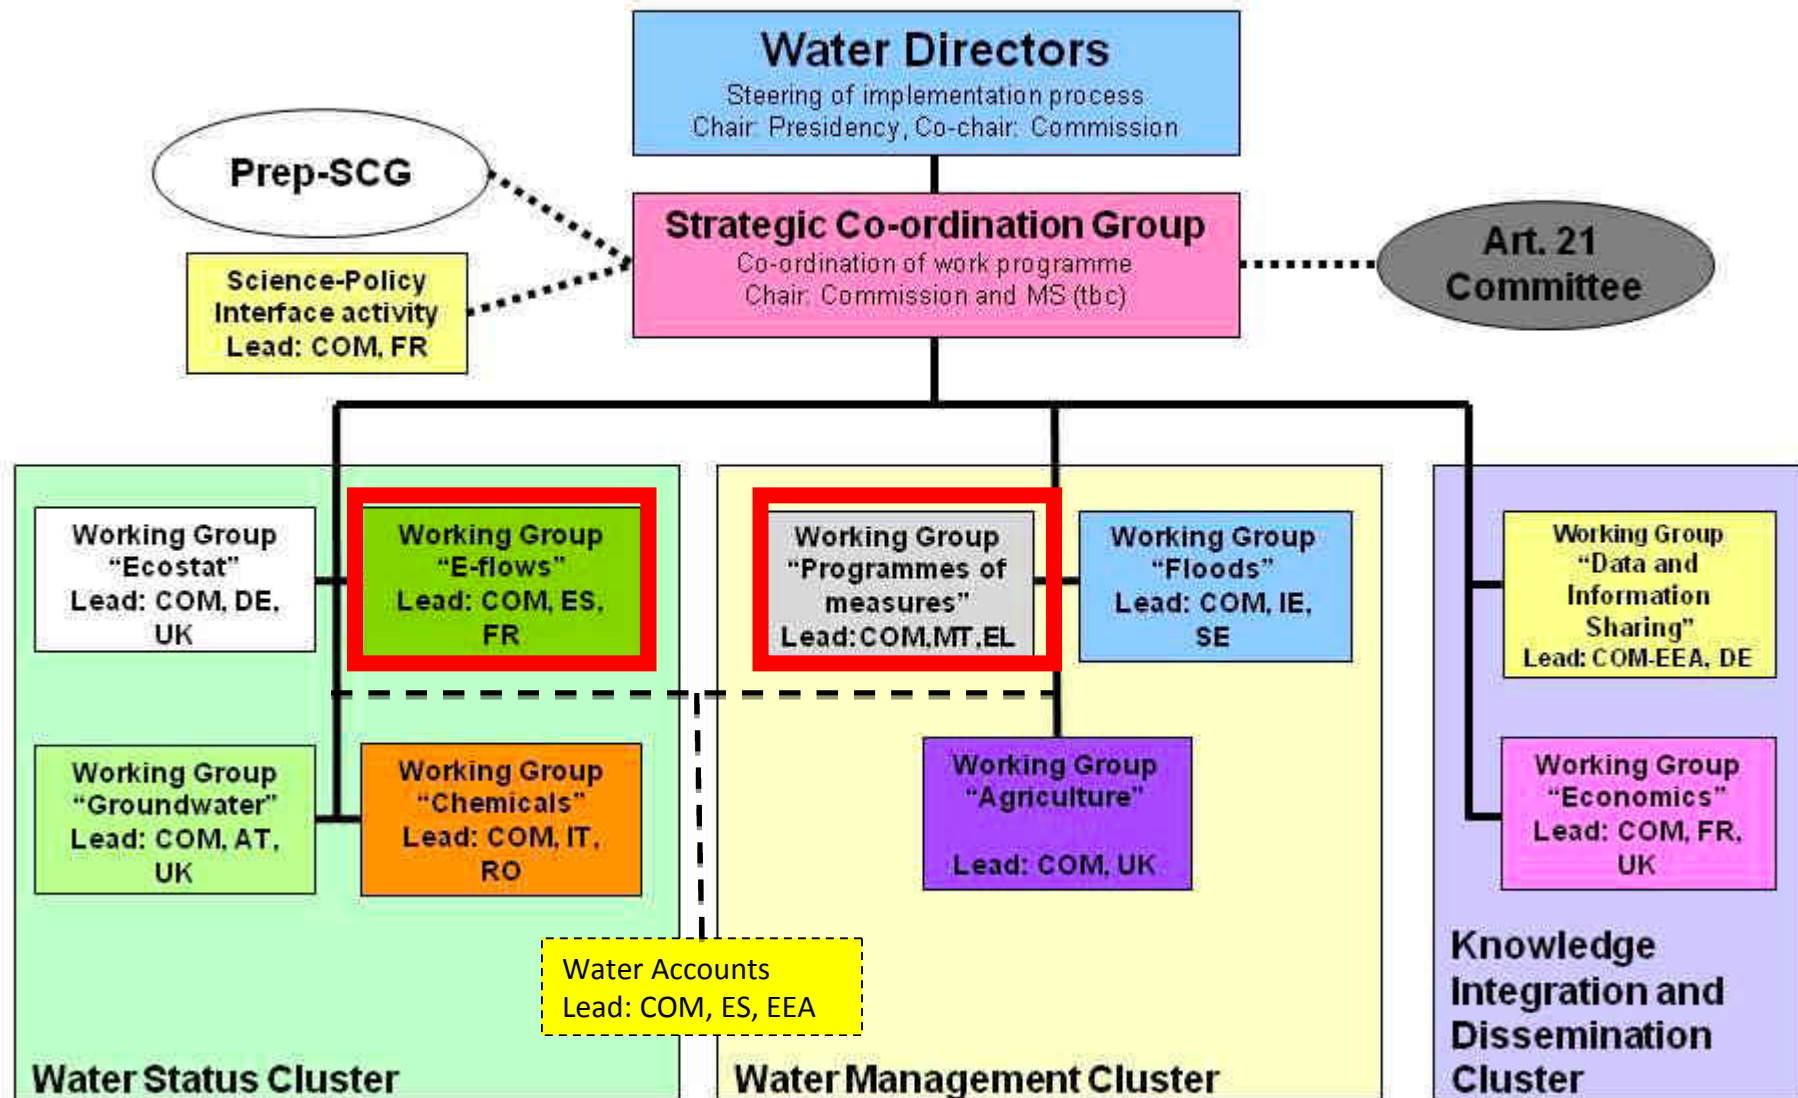 Water Directors
Steering of implementation process
Chair: Presidency, Co-chair: Commission
Prep-SCG
Strategic Co-ordination Group
Co-ordination of work programme
Chair: Commission and MS (tbc)
Art. 21
Committee
Science-Policy
Interface activity
Lead: COM, FR
Working Group
“Ecostat”
Lead: COM, DE,
UK
Working Group
“E-flows”
Lead: COM, ES,
FR
Working Group
“Groundwater”
Lead: COM, AT,
UK
Working Group
“Chemicals”
Lead: COM, IT,
RO
Water Status Cluster
Working Group
“Programmes of
measures”
Lead:COM,MT,EL
Working Group
“Floods”
Lead: COM, IE,
SE
Working Group
“Agriculture”
Lead: COM, UK
Water Accounts
Lead: COM, ES, EEA
Water Management Cluster
Working Group
“Data and
Information
Sharing”
Lead: COM-EEA, DE
Working Group
“Economics”
Lead: COM, FR,
UK
Knowledge
Integration and
Dissemination
Cluster